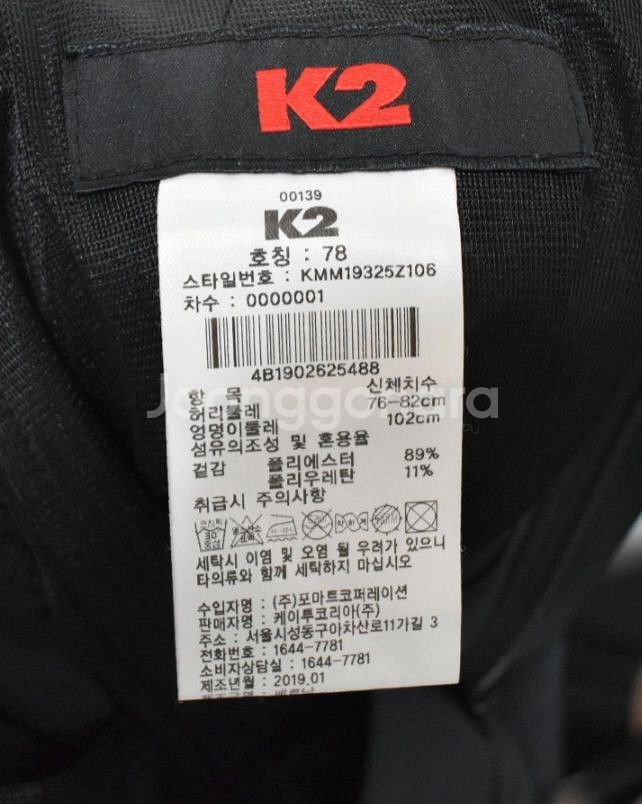 K2
00139
K2
호칭 : 78
스타일번호 : KMM19325Z106
차수 : 0000001
4B1902625488
항 목 신체치수
허리둘레 76-82cm
엉덩이둘레 102cm
섬유의조성 및 혼용율
겉감 폴리에스터 89%
폴리우레탄 11%
취급시 주의사항
세탁시 이염 및 오염 될 우려가 있으니
타의류와 함께 세탁하지 마십시오
수입자명 : (주)포마트코퍼레이션
판매자명 : 케이투코리아(주)
주소 : 서울시성동구아차산로11가길 3
전화번호 : 1644-7781
소비자상담실 : 1644-7781
제조년월 : 2019.01
Joonggonara